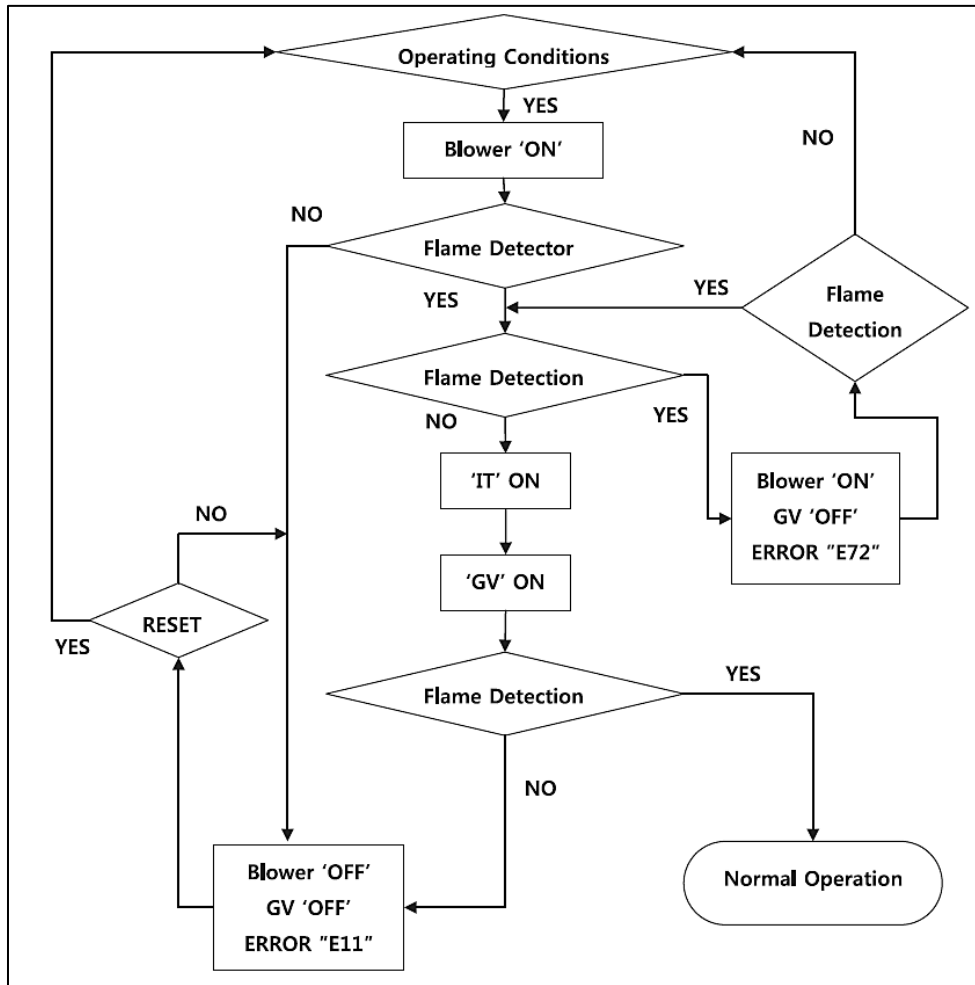 Operating Conditions
YES
Blower ‘ON’
NO
NO
Flame Detector
YES
YES
Flame
Detection
Flame Detection
NO
YES
‘IT’ ON
Blower ‘ON’
GV ‘OFF’
ERROR "E72"
NO
‘GV’ ON
RESET
YES
Flame Detection
YES
NO
Blower ‘OFF’
GV ‘OFF’
ERROR "E11"
Normal Operation